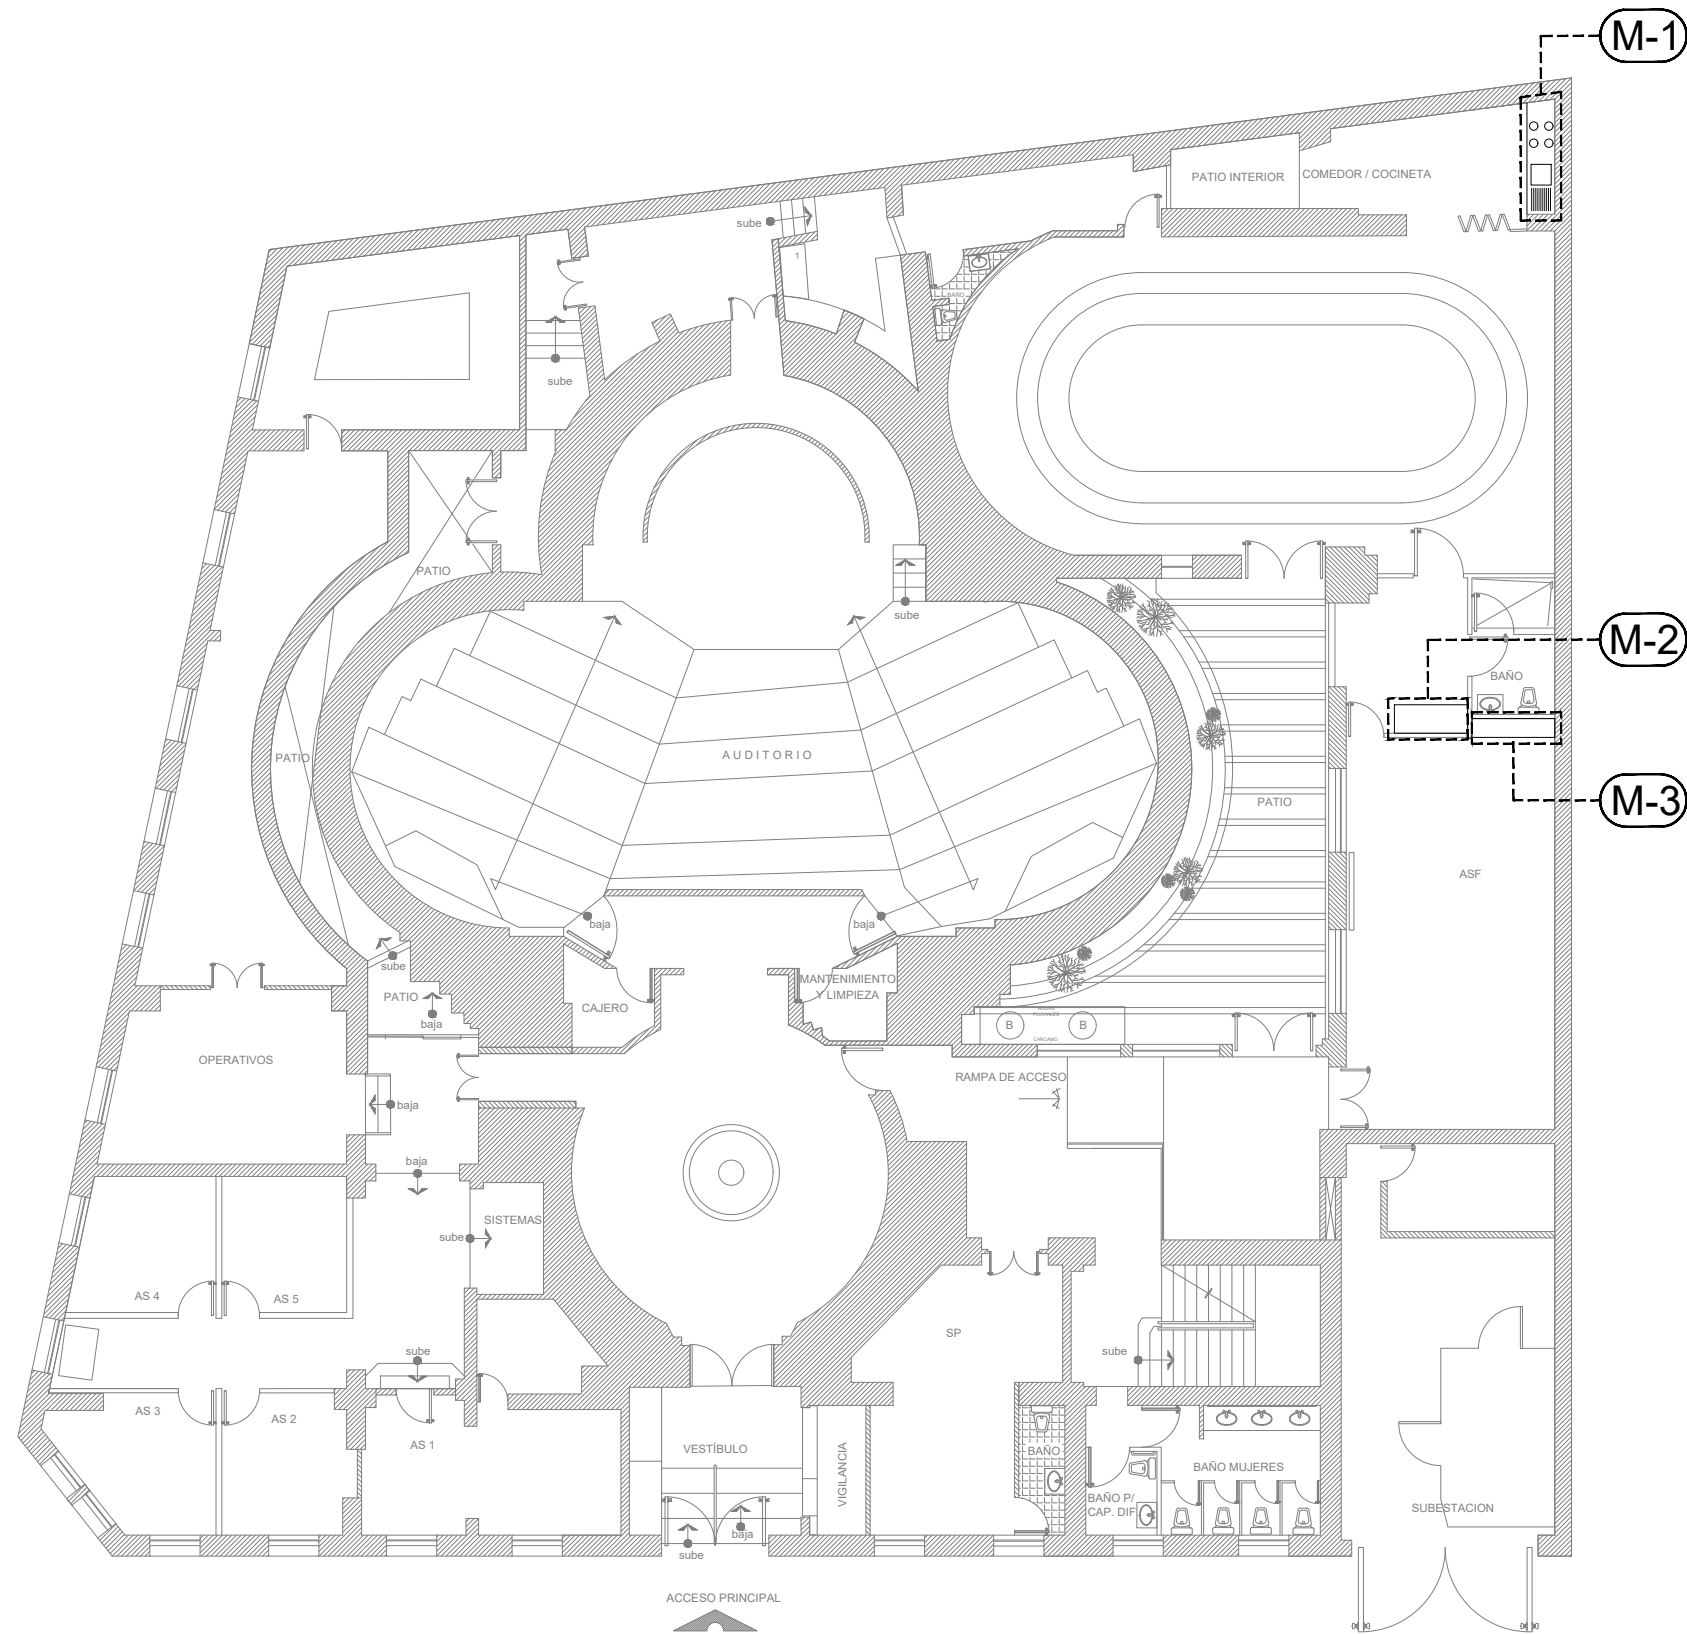 M-1
PATIO INTERIOR
COMEDOR / COCINETA
sube
1
BAÑO
sube
PATIO
sube
M-2
BAÑO
PATIO
AUDITORIO
M-3
PATIO
ASF
baja
baja
sube
MANTENIMIENTO
Y LIMPIEZA
PATIO
CAJERO
baja
B
B
PLUVIALES
CARCAMO
OPERATIVOS
RAMPA DE ACCESO
baja
baja
SISTEMAS
sube
AS 4
AS 5
SP
sube
sube
AS 3
AS 2
AS 1
VESTÍBULO
VIGILANCIA
BAÑO
BAÑO MUJERES
BAÑO P/
CAP. DIF.
SUBESTACION
baja
sube
ACCESO PRINCIPAL